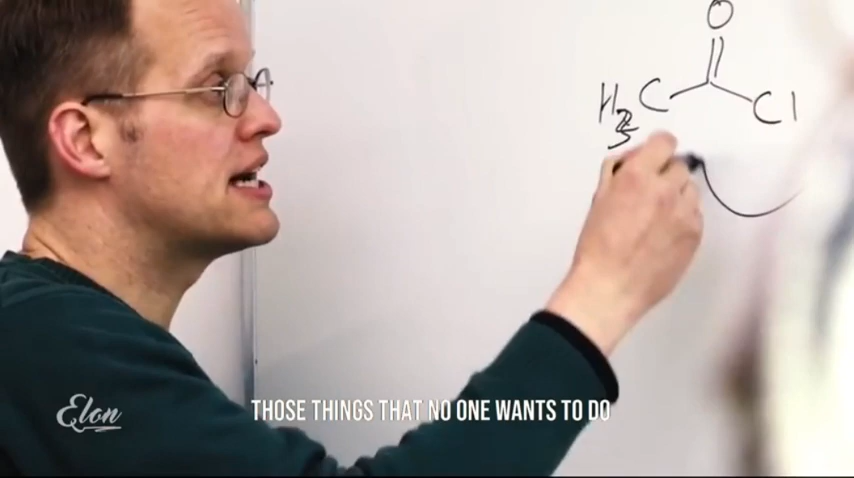 O
H3C
Cl
Elon
THOSE THINGS THAT NO ONE WANTS TO DO